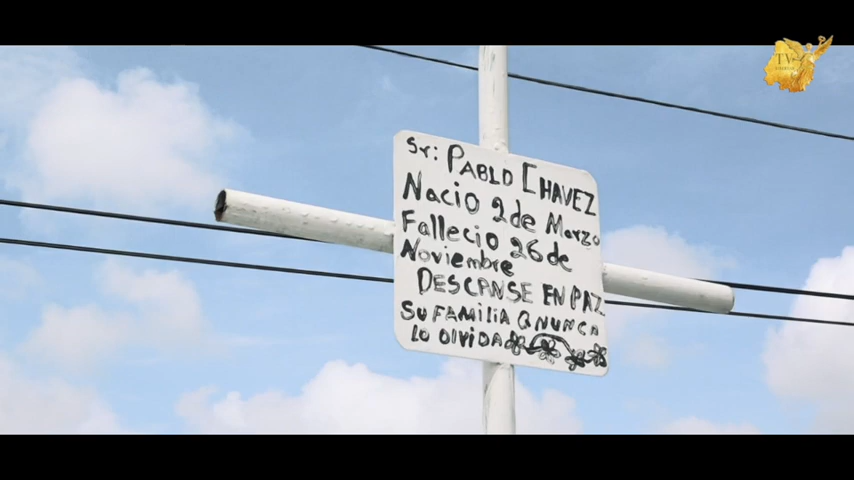 Sr: PABLO CHAVEZ
Nacio 2 de Marzo
Fallecio 26 de
Noviembre
DESCANSE EN PAZ
SU FAMILIA Q NUNCA
LO OLVIDA
TV